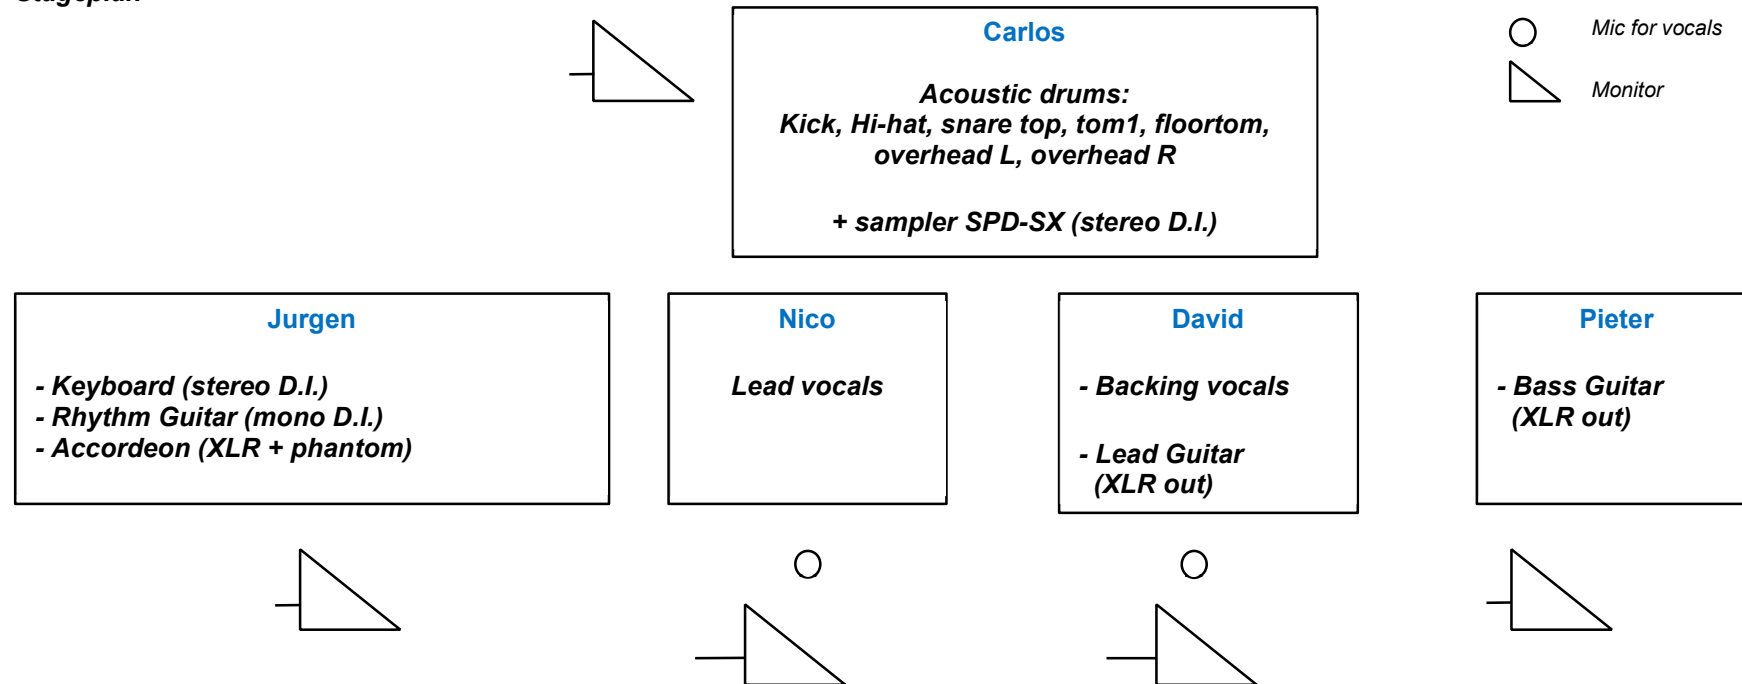 Stageplan
Carlos
Acoustic drums:
Kick, Hi-hat, snare top, tom1, floortom,
overhead L, overhead R
+ sampler SPD-SX (stereo D.I.)
Mic for vocals
Monitor
Jurgen
- Keyboard (stereo D.I.)
- Rhythm Guitar (mono D.I.)
- Accordeon (XLR + phantom)
Nico
Lead vocals
David
- Backing vocals
- Lead Guitar
(XLR out)
Pieter
- Bass Guitar
(XLR out)